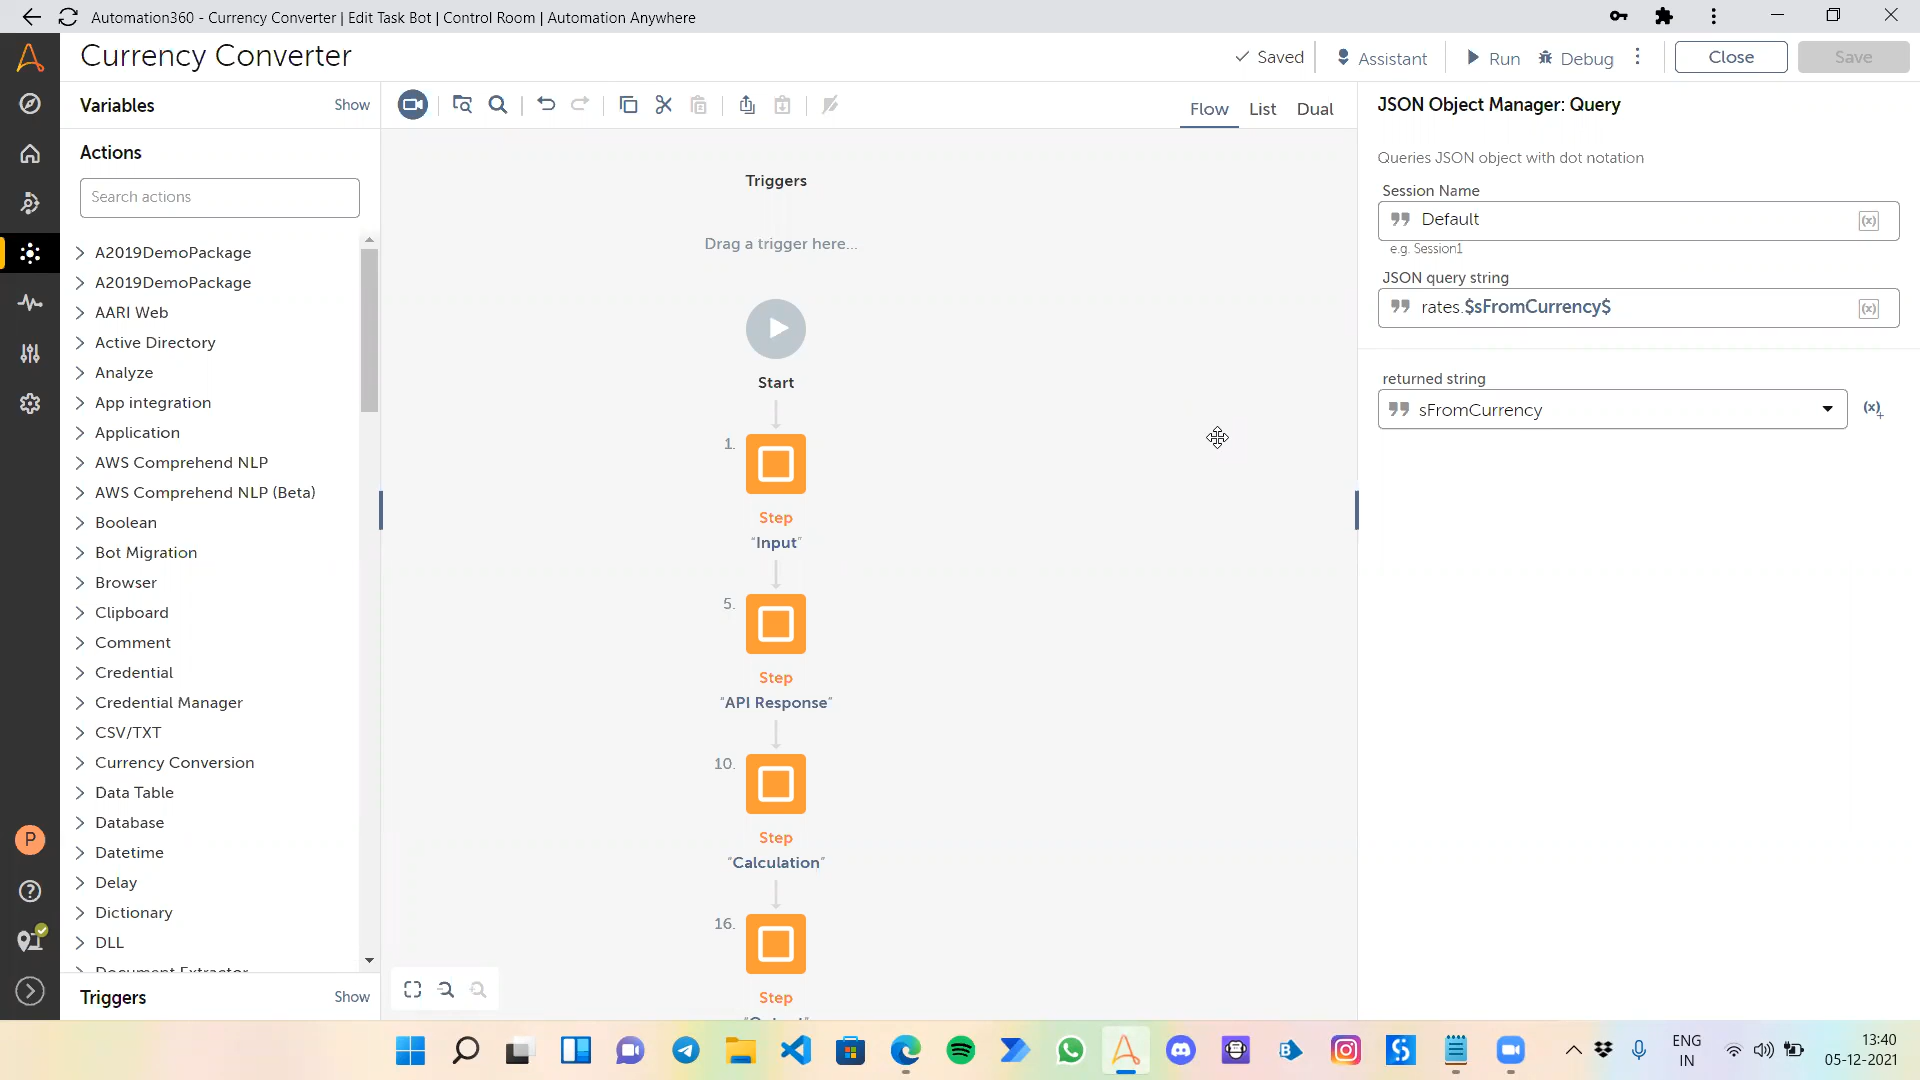 Automation360 - Currency Converter | Edit Task Bot | Control Room | Automation Anywhere
Currency Converter
Saved
Assistant
Run
Debug
Close
Save
Variables
Show
Actions
Search actions
A2019DemoPackage
A2019DemoPackage
AARI Web
Active Directory
Analyze
App integration
Application
AWS Comprehend NLP
AWS Comprehend NLP (Beta)
Boolean
Bot Migration
Browser
Clipboard
Comment
Credential
Credential Manager
CSV/TXT
Currency Conversion
Data Table
Database
Datetime
Delay
Dictionary
DLL
Document Extractor
Triggers
Show
P
Flow
List
Dual
Triggers
Drag a trigger here...
Start
1.
Step
“Input”
5.
Step
“API Response”
10.
Step
“Calculation”
16.
Step
“Output”
JSON Object Manager: Query
Queries JSON object with dot notation
Session Name
Default
(x)
e.g. Session1
JSON query string
rates.$sFromCurrency$
(x)
returned string
sFromCurrency
(x)+
ENG
IN
13:40
05-12-2021